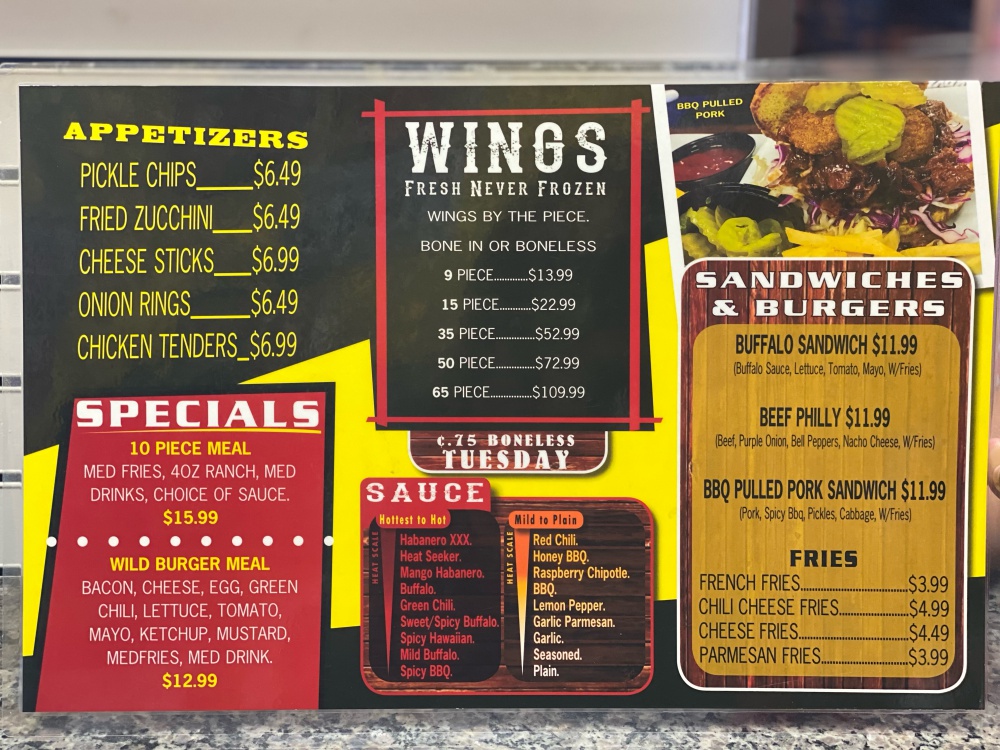 APPETIZERS
PICKLE CHIPS____$6.49
FRIED ZUCCHINI___$6.49
CHEESE STICKS___$6.99
ONION RINGS_____$6.49
CHICKEN TENDERS_$6.99
SPECIALS
10 PIECE MEAL
MED FRIES, 4OZ RANCH, MED
DRINKS, CHOICE OF SAUCE.
$15.99
WILD BURGER MEAL
BACON, CHEESE, EGG, GREEN
CHILI, LETTUCE, TOMATO,
MAYO, KETCHUP, MUSTARD,
MEDFRIES, MED DRINK.
$12.99
WINGS
FRESH NEVER FROZEN
WINGS BY THE PIECE.
BONE IN OR BONELESS
9 PIECE...........$13.99
15 PIECE...........$22.99
35 PIECE.............$52.99
50 PIECE.............$72.99
65 PIECE..............$109.99
¢.75 BONELESS
TUESDAY
SAUCE
Hottest to Hot
HEAT SCALE
Habanero XXX.
Heat Seeker.
Mango Habanero.
Buffalo.
Green Chili.
Sweet/Spicy Buffalo.
Spicy Hawaiian.
Mild Buffalo.
Spicy BBQ.
Mild to Plain
HEAT SCALE
Red Chili.
Honey BBQ.
Raspberry Chipotle.
BBQ.
Lemon Pepper.
Garlic Parmesan.
Garlic.
Seasoned.
Plain.
BBQ PULLED
PORK
SANDWICHES
& BURGERS
BUFFALO SANDWICH $11.99
(Buffalo Sauce, Lettuce, Tomato, Mayo, W/Fries)
BEEF PHILLY $11.99
(Beef, Purple Onion, Bell Peppers, Nacho Cheese, W/Fries)
BBQ PULLED PORK SANDWICH $11.99
(Pork, Spicy Bbq, Pickles, Cabbage, W/Fries)
FRIES
FRENCH FRIES..........................$3.99
CHILI CHEESE FRIES.................$4.99
CHEESE FRIES..........................$4.49
PARMESAN FRIES.....................$3.99